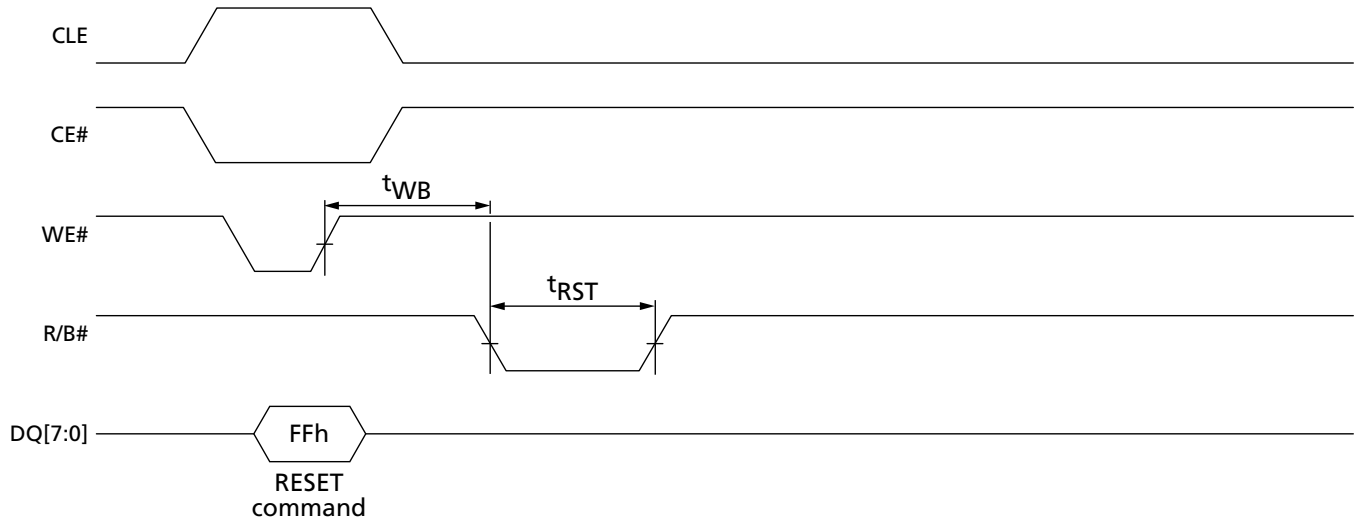 CLE
CE#
tWB
WE#
tRST
R/B#
DQ[7:0]
FFh
RESET
command